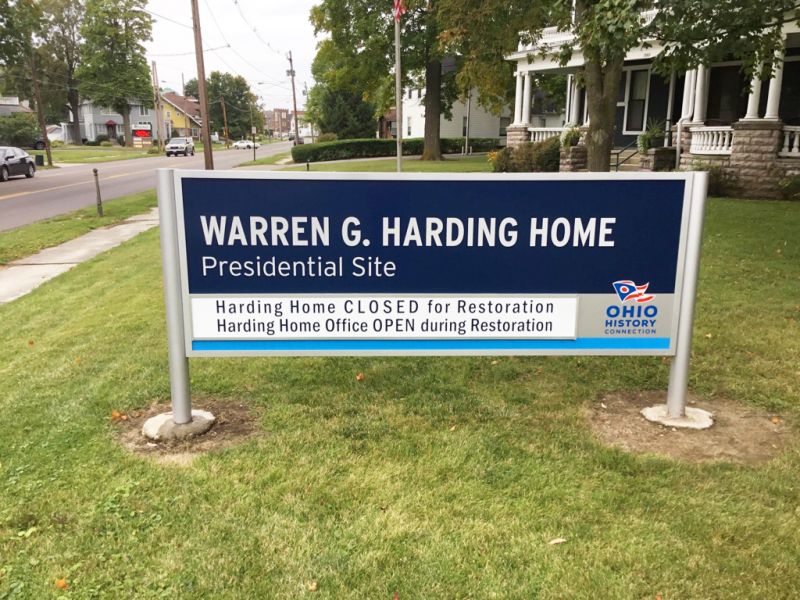 WARREN G. HARDING HOME
Presidential Site
Harding Home CLOSED for Restoration
Harding Home Office OPEN during Restoration
OHIO
HISTORY
CONNECTION